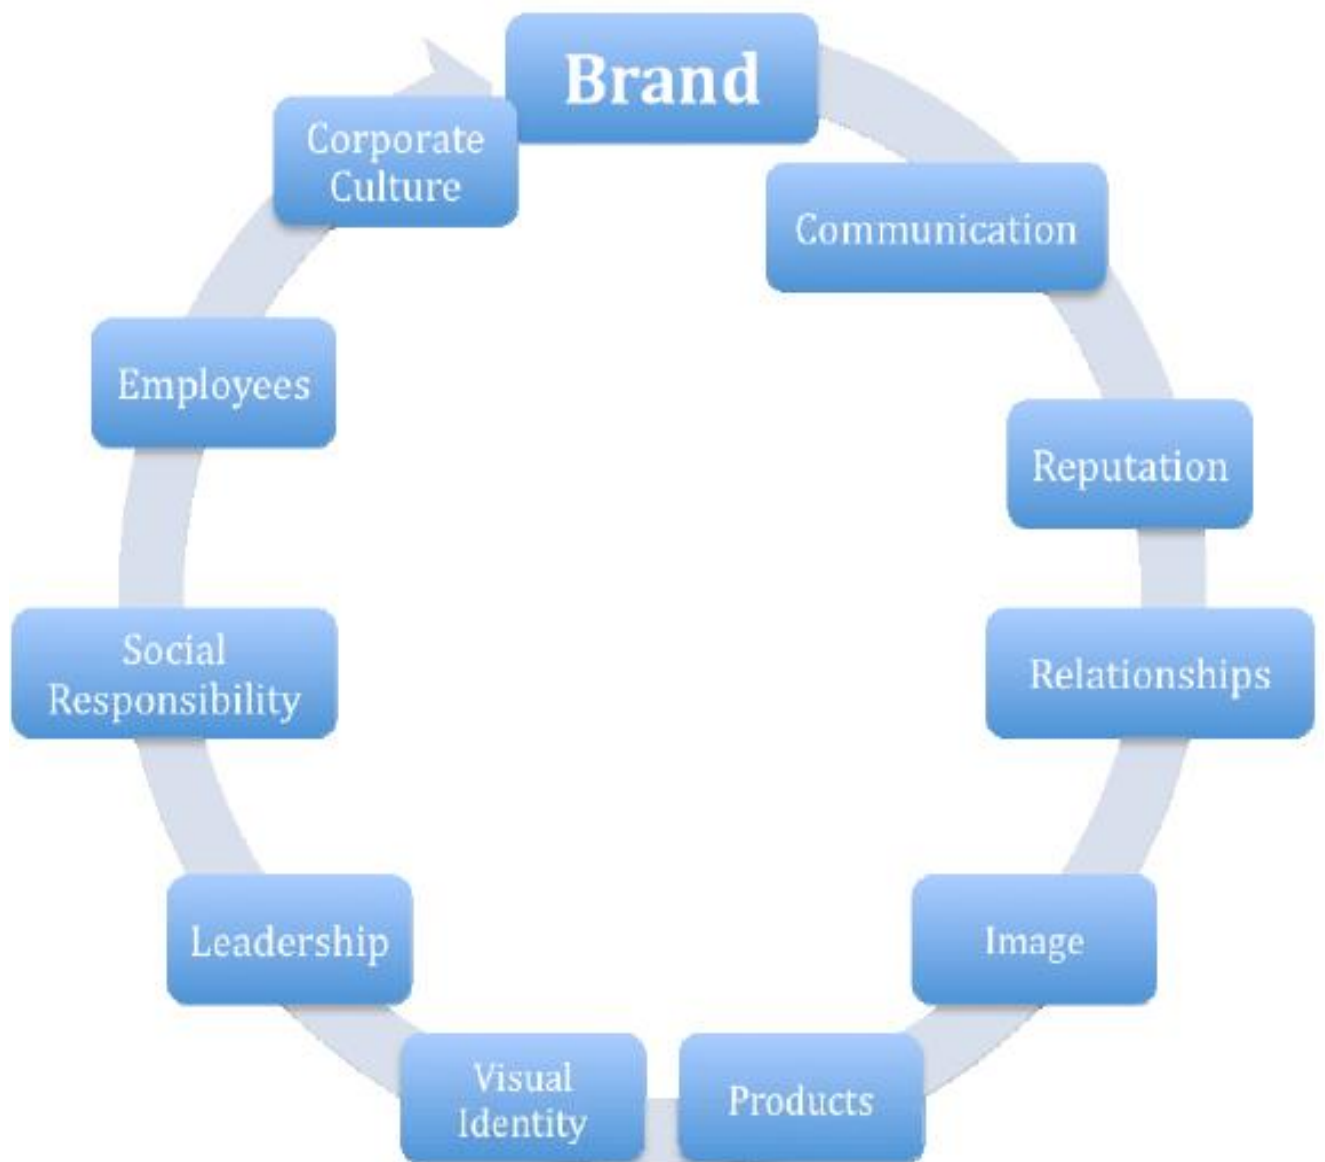 Brand
Communication
Reputation
Relationships
Image
Products
Visual
Identity
Leadership
Social
Responsibility
Employees
Corporate
Culture